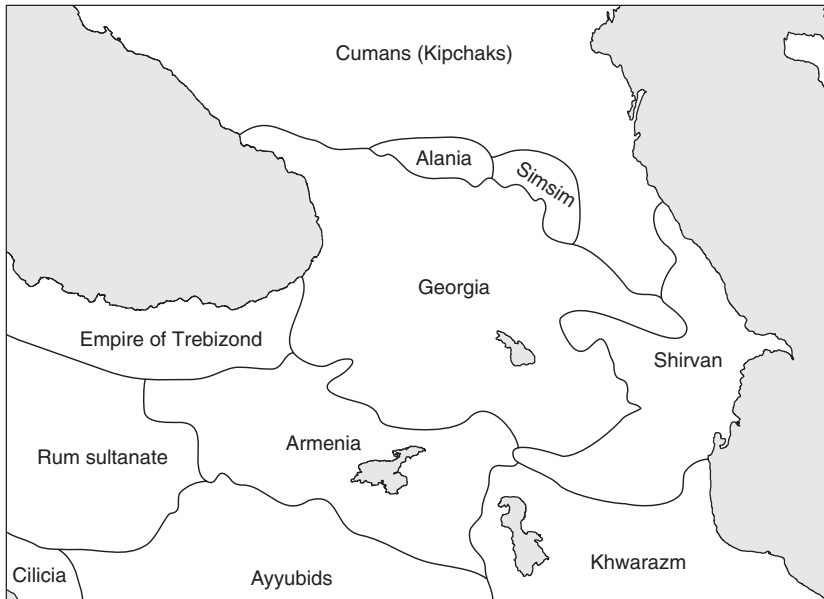 Cumans (Kipchaks)
Alania
Simsim
Georgia
Empire of Trebizond
Shirvan
Armenia
Rum sultanate
Khwarazm
Cilicia
Ayyubids